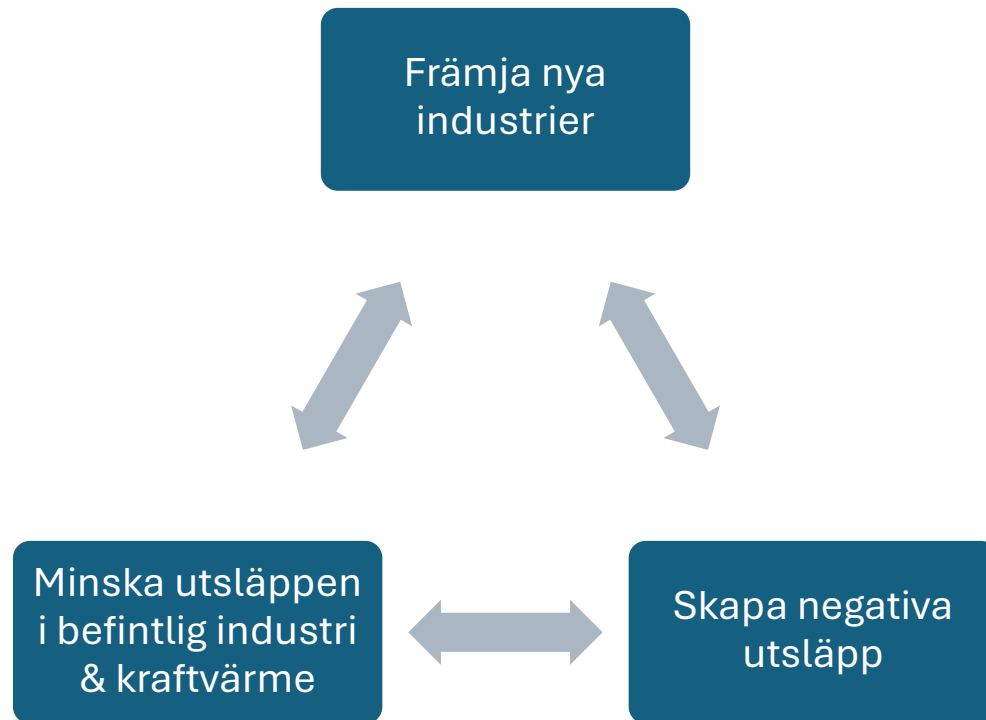 Främja nya
industrier
Minska utsläppen
i befintlig industri
& kraftvärme
Skapa negativa
utsläpp